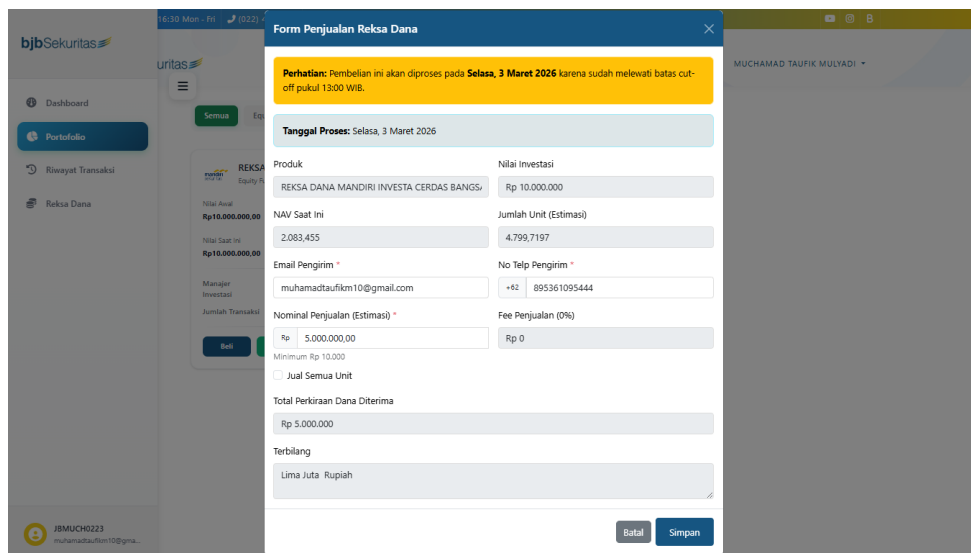 16:30 Mon - Fri (022)
B
bjbSekuritas
uritas
MUCHAMAD TAUFIK MULYADI
Dashboard
Portofolio
Riwayat Transaksi
Reksa Dana
Semua
REKSA
Equity
Nilai Awal
Rp10.000.000,00
Nilai Saat Ini
Rp10.000.000,00
Manajer
Investasi
Jumlah Transaksi
Beli
JBMUCH0223
muhamadtaufikm10@gma...
Form Penjualan Reksa Dana
Perhatian: Pembelian ini akan diproses pada Selasa, 3 Maret 2026 karena sudah melewati batas cut-
off pukul 13:00 WIB.
Tanggal Proses: Selasa, 3 Maret 2026
Produk
Nilai Investasi
REKSA DANA MANDIRI INVESTA CERDAS BANGS
Rp 10.000.000
NAV Saat Ini
Jumlah Unit (Estimasi)
2.083,455
4.799,7197
Email Pengirim *
No Telp Pengirim *
muhamadtaufikm10@gmail.com
+62 895361095444
Nominal Penjualan (Estimasi) *
Fee Penjualan (0%)
Rp 5.000.000,00
Rp 0
Minimum Rp 10.000
Jual Semua Unit
Total Perkiraan Dana Diterima
Rp 5.000.000
Terbilang
Lima Juta Rupiah
Batal
Simpan